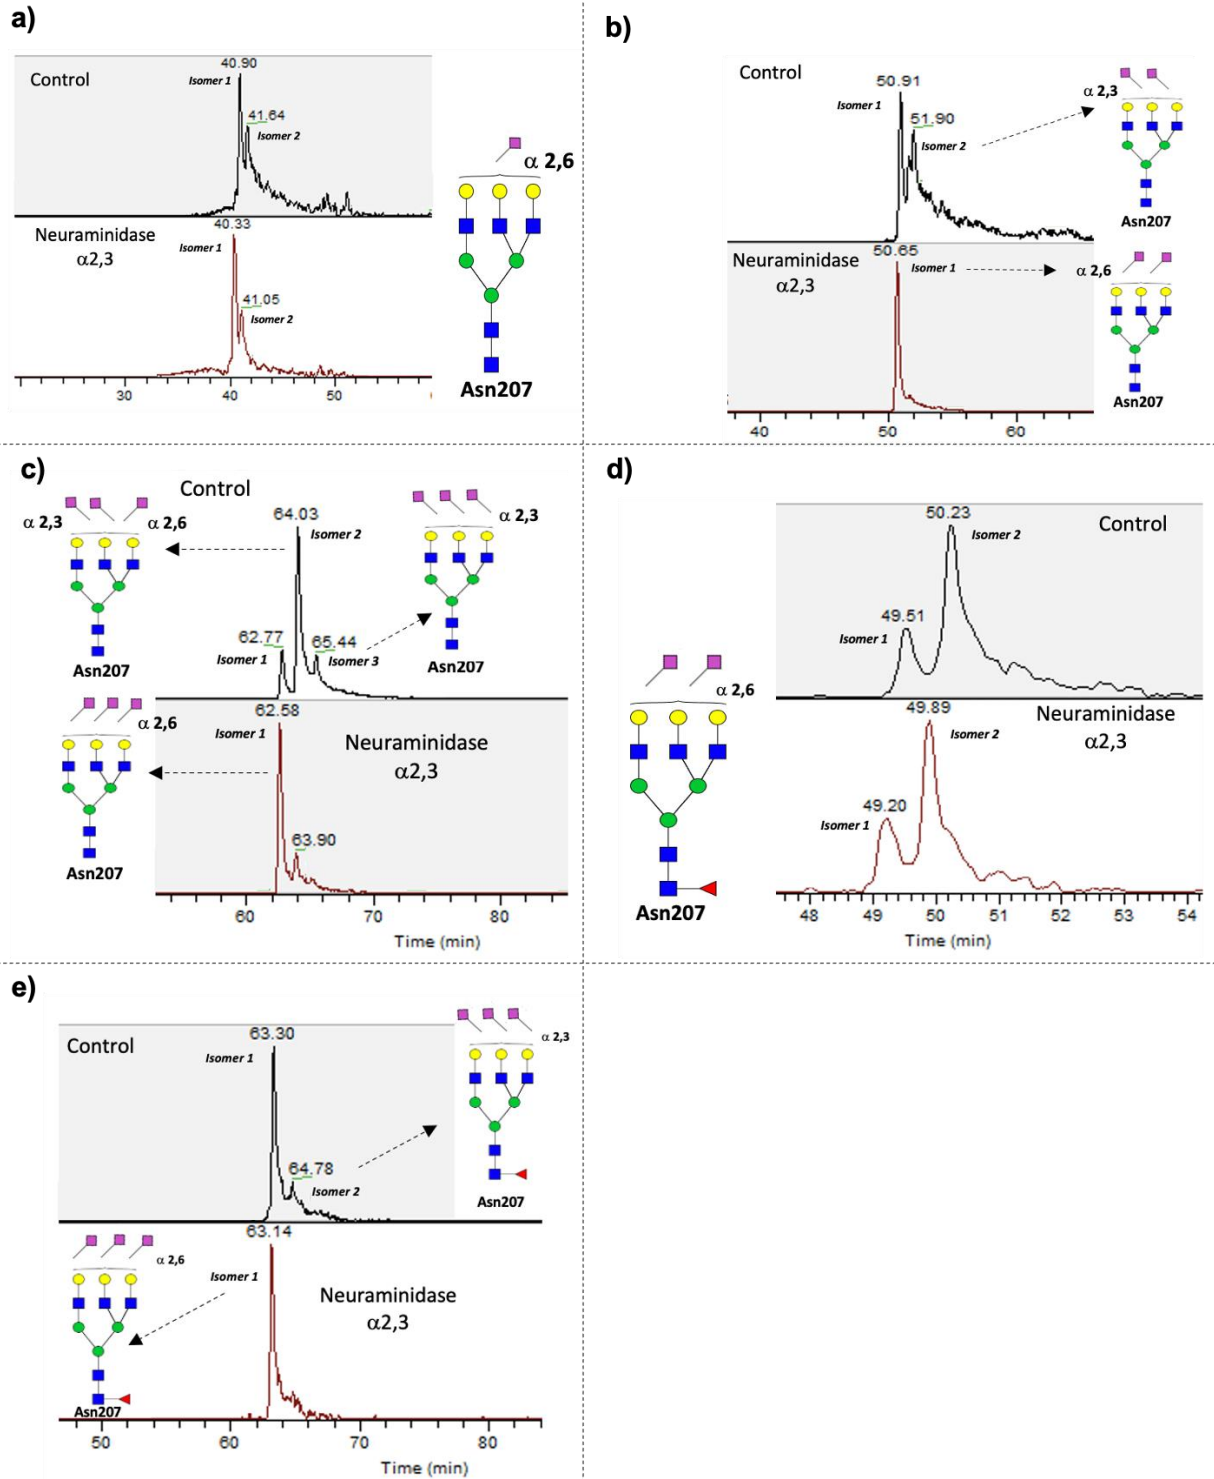 a)
40.90
Control
Isomer 1
41.64
Isomer 2
α 2,6
40.33
Neuraminidase
α2,3
Isomer 1
41.05
Isomer 2
30
40
50
Asn207
b)
Control
50.91
Isomer 1
51.90
Isomer 2
α 2,3
Asn207
50.65
Neuraminidase
α2,3
Isomer 1
α 2,6
Asn207
40
50
60
c)
Control
α 2,3
α 2,6
64.03
Isomer 2
α 2,3
62.77
Isomer 1
65.44
Isomer 3
Asn207
Asn207
α 2,6
62.58
Isomer 1
Neuraminidase
α2,3
63.90
Asn207
60
70
80
Time (min)
d)
50.23
Control
Isomer 2
49.51
Isomer 1
α 2,6
49.89
Neuraminidase
α2,3
Isomer 2
49.20
Isomer 1
Asn207
48
49
50
51
52
53
54
Time (min)
e)
63.30
Control
Isomer 1
α 2,3
64.78
Isomer 2
Asn207
63.14
α 2,6
Isomer 1
Neuraminidase
α2,3
Asn207
50
60
70
80
Time (min)